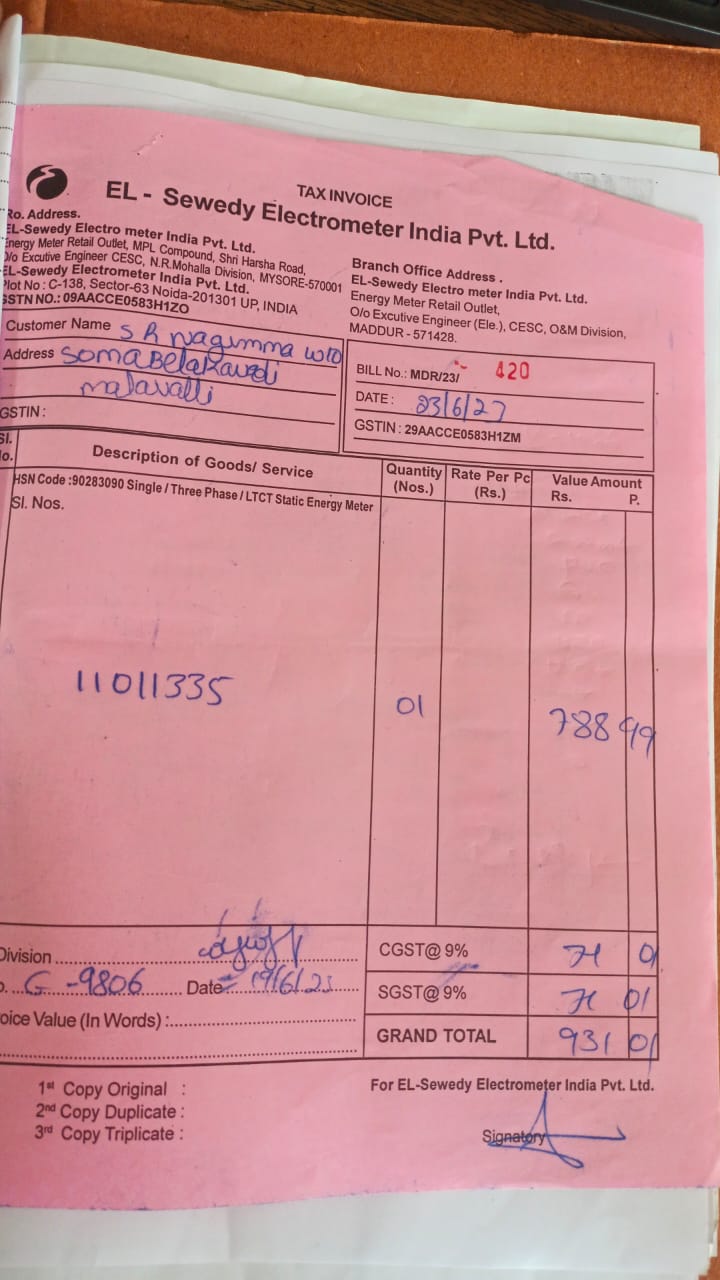 TAX INVOICE
EL - Sewedy Electrometer India Pvt. Ltd.
Ro. Address.
EL-Sewedy Electro meter India Pvt. Ltd.
Energy Meter Retail Outlet, MPL Compound, Shri Harsha Road,
O/o Excutive Engineer CESC, N.R.Mohalla Division, MYSORE-570001
EL-Sewedy Electrometer India Pvt. Ltd.
Plot No : C-138, Sector-63 Noida-201301 UP, INDIA
GSTN NO.: 09AACCE0583H1ZO
Branch Office Address .
EL-Sewedy Electro meter India Pvt. Ltd.
Energy Meter Retail Outlet,
O/o Excutive Engineer (Ele.), CESC, O&M Division,
MADDUR - 571428.
Customer Name S R Nagimma W/o
Address SomaBelakavadi
malavalli
GSTIN :
BILL No.: MDR/23/ 420
DATE : 23/6/23
GSTIN : 29AACCE0583H1ZM
Sl. No. Description of Goods/ Service Quantity (Nos.) Rate Per Pc (Rs.) Value Amount Rs. P.
HSN Code :90283090 Single / Three Phase / LTCT Static Energy Meter
Sl. Nos.
11011335 01 788 99
Division
G-9806 Date 19/6/23
oice Value (In Words) :
CGST@ 9% 71 01
SGST@ 9% 71 01
GRAND TOTAL 931 01
1st Copy Original :
2nd Copy Duplicate :
3rd Copy Triplicate :
For EL-Sewedy Electrometer India Pvt. Ltd.
Signatory